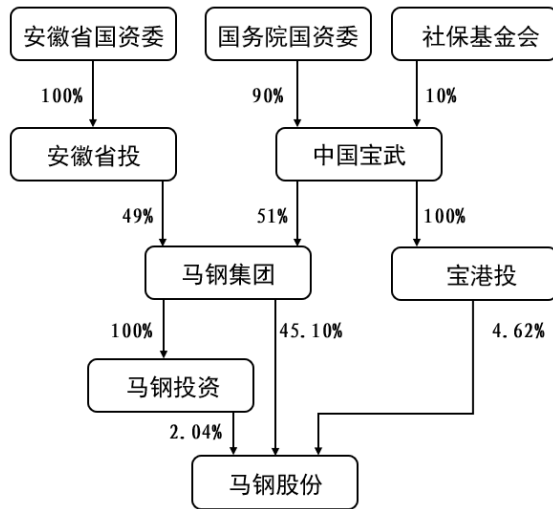 安徽省国资委
国务院国资委
社保基金会
100%
90%
10%
安徽省投
中国宝武
49%
51%
100%
马钢集团
宝港投
100%
45.10%
4.62%
马钢投资
2.04%
马钢股份